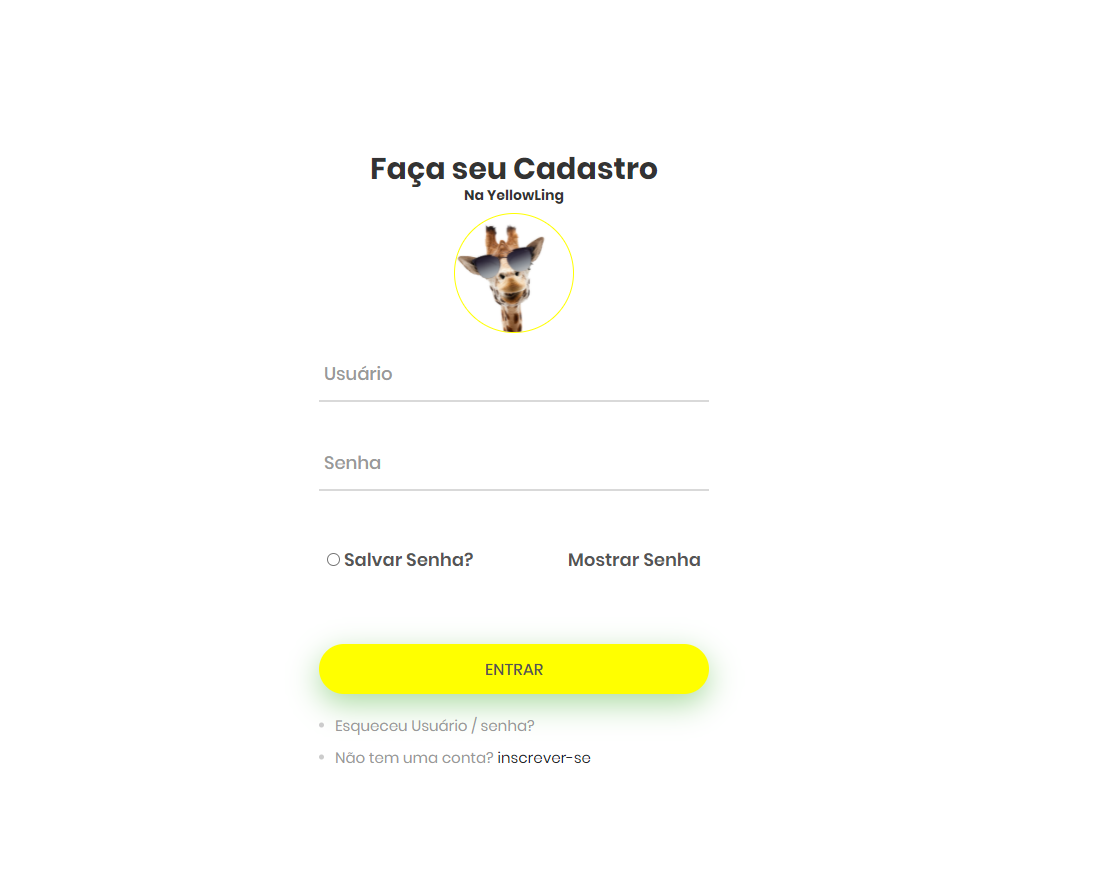 Faça seu Cadastro
Na YellowLing
Usuário
Senha
Salvar Senha? Mostrar Senha
ENTRAR
Esqueceu Usuário / senha?
Não tem uma conta? inscrever-se